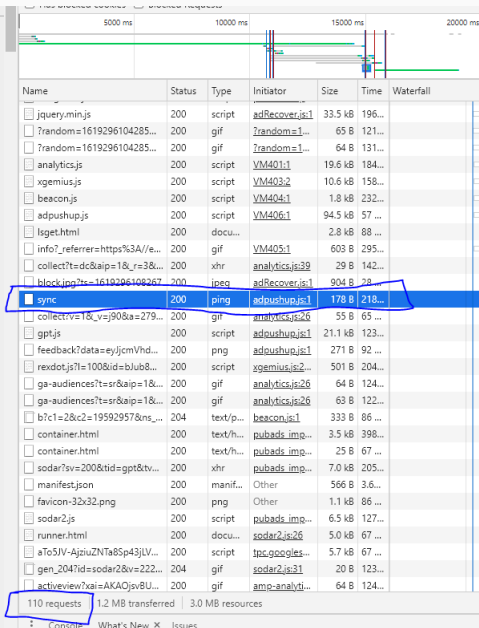 Has blocked cookies Blocked Requests
5000 ms 10000 ms 15000 ms 20000 ms
Name Status Type Initiator Size Time Waterfall
jquery.min.js 200 script adRecover.js:1 33.5 kB 196...
?random=1619296104285... 200 gif ?random=1... 65 B 121...
?random=1619296104285... 200 gif ?random=1... 64 B 131...
analytics.js 200 script VM401:1 19.6 kB 184...
xgemius.js 200 script VM403:2 10.6 kB 158...
beacon.js 200 script VM404:1 1.8 kB 232...
adpushup.js 200 script VM406:1 94.5 kB 57 ...
lsget.html 200 docu... 2.8 kB 88 ...
info?_referrer=https%3A//e... 200 gif VM405:1 603 B 295...
collect?t=dc&aip=1&_r=3&... 200 xhr analytics.js:39 29 B 142...
block.jpg?ts=1619296108267 200 jpeg adRecover.js:1 904 B 28 ...
sync 200 ping adpushup.js:1 178 B 218...
collect?v=1&_v=j90&a=279... 200 gif analytics.js:26 55 B 65 ...
gpt.js 200 script adpushup.js:1 21.1 kB 123...
feedback?data=eyJjcmVhd... 200 png adpushup.js:1 271 B 92 ...
rexdot.js?l=100&id=bJub8... 200 script xgemius.js:2... 501 B 204...
ga-audiences?t=sr&aip=1&... 200 gif analytics.js:26 64 B 124...
ga-audiences?t=sr&aip=1&... 200 gif analytics.js:26 63 B 122...
b?c1=2&c2=19592957&ns_... 204 text/p... beacon.js:1 333 B 86 ...
container.html 200 text/h... pubads_imp... 3.5 kB 398...
container.html 200 text/h... pubads_imp... 25 B 67 ...
sodar?sv=200&tid=gpt&tv... 200 xhr pubads_imp... 7.0 kB 205...
manifest.json 200 manif... Other 566 B 3.6...
favicon-32x32.png 200 png Other 1.1 kB 86 ...
sodar2.js 200 script pubads_imp... 6.5 kB 127...
runner.html 200 docu... sodar2.js:26 5.0 kB 67 ...
aTo5JV-AjziuZNTa8Sp43jLV... 200 script tpc.googles... 5.7 kB 67 ...
gen_204?id=sodar2&v=222... 204 gif sodar2.js:31 20 B 123...
activeview?xai=AKAOjsvBU... 200 gif amp-analyti... 64 B 124...
110 requests 1.2 MB transferred 3.0 MB resources
Console What's New × Issues